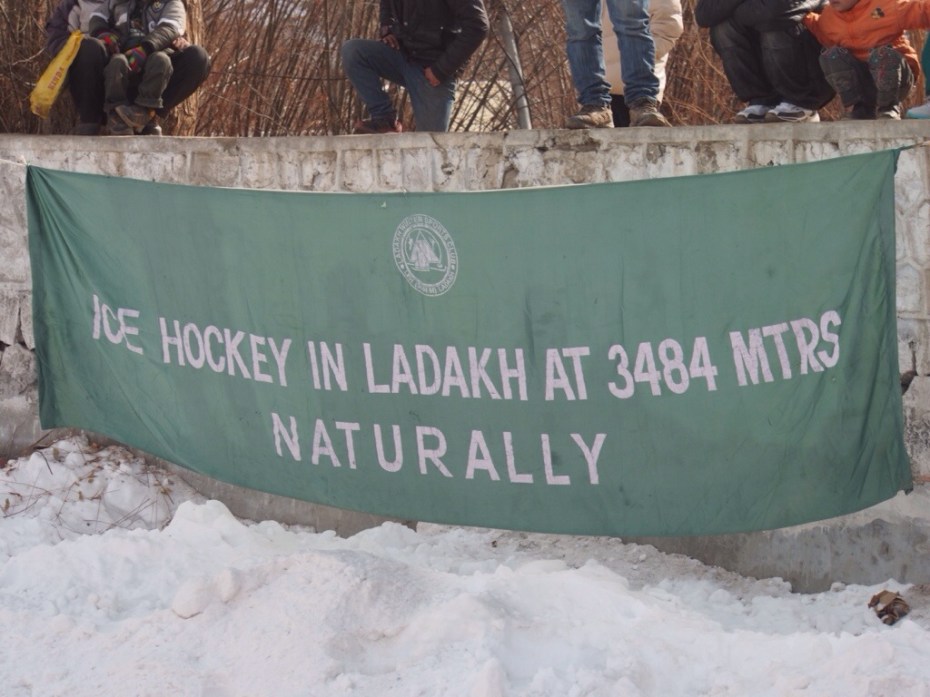 ICE HOCKEY IN LADAKH AT 3484 MTRS
NATURALLY